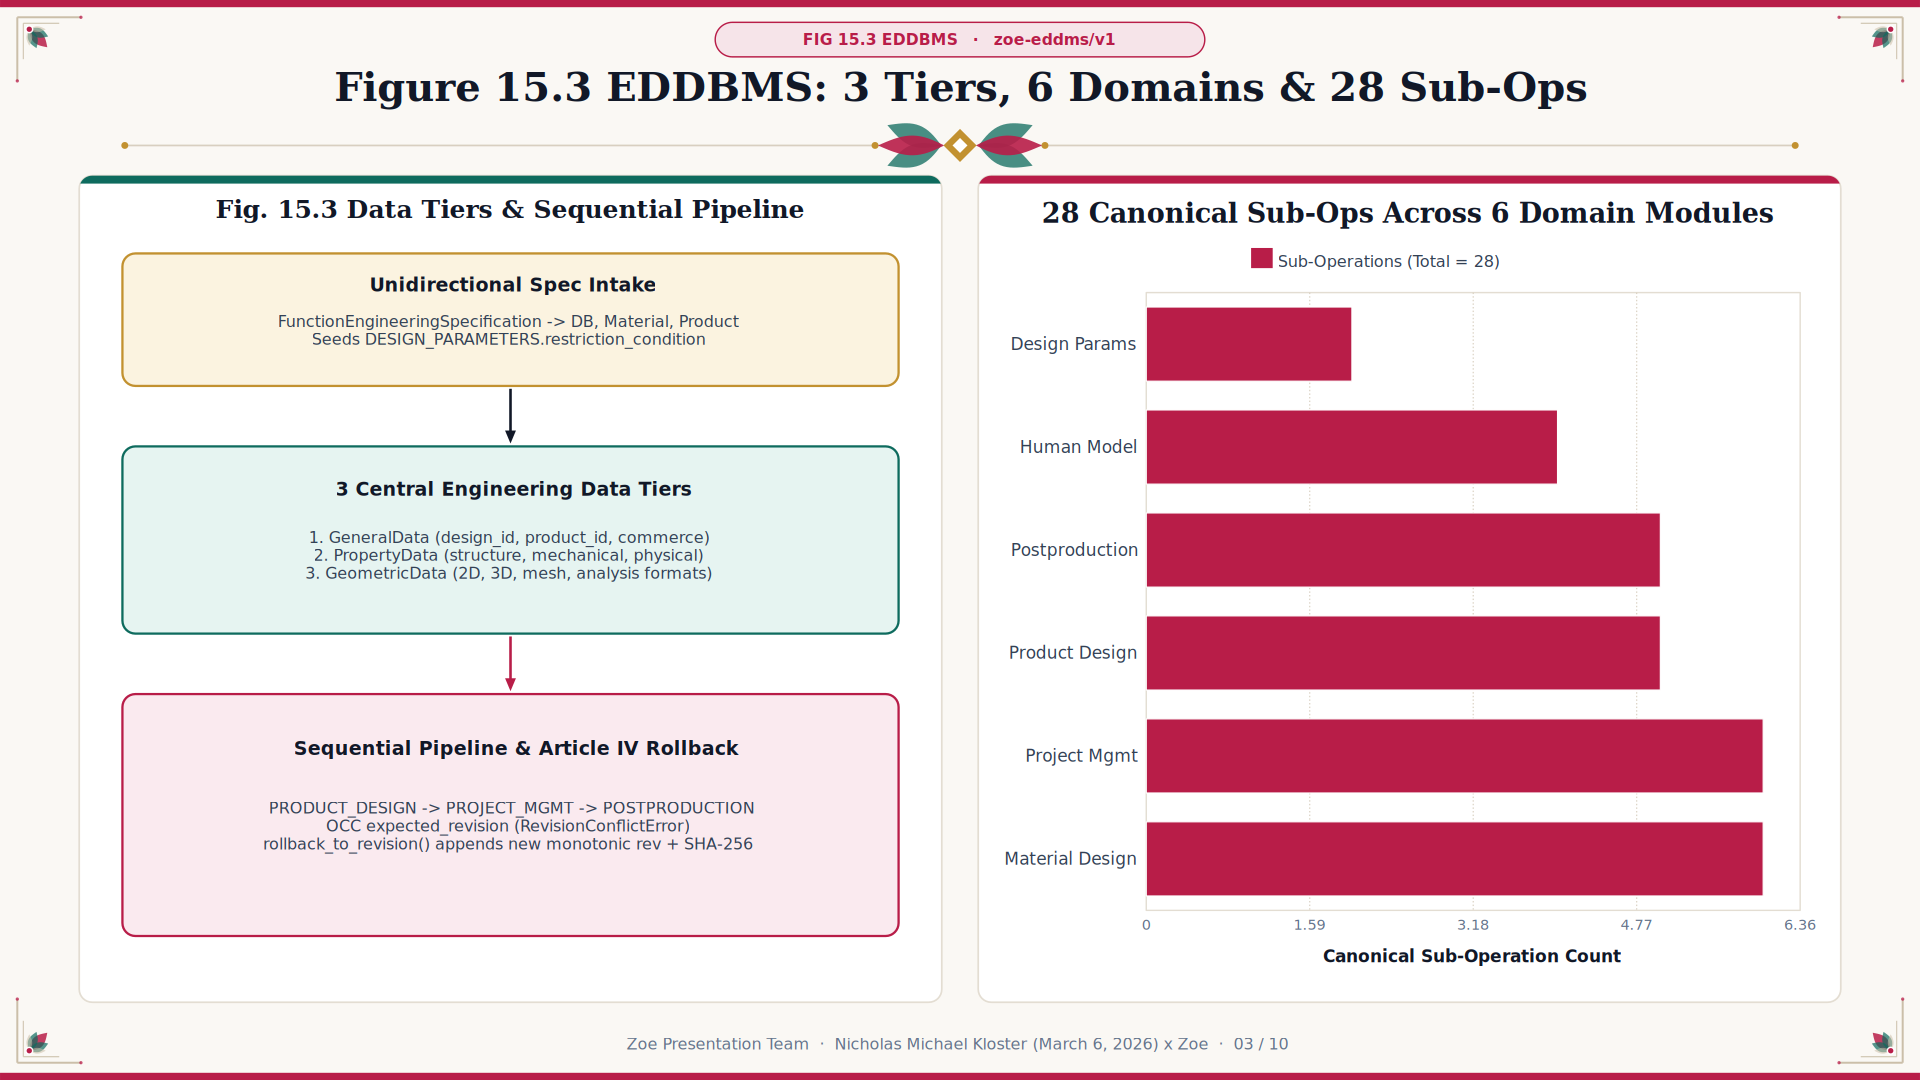 FIG 15.3 EDDBMS · zoe-eddms/v1
Figure 15.3 EDDBMS: 3 Tiers, 6 Domains & 28 Sub-Ops
Fig. 15.3 Data Tiers & Sequential Pipeline
Unidirectional Spec Intake
FunctionEngineeringSpecification -> DB, Material, Product
Seeds DESIGN_PARAMETERS.restriction_condition
3 Central Engineering Data Tiers
1. GeneralData (design_id, product_id, commerce)
2. PropertyData (structure, mechanical, physical)
3. GeometricData (2D, 3D, mesh, analysis formats)
Sequential Pipeline & Article IV Rollback
PRODUCT_DESIGN -> PROJECT_MGMT -> POSTPRODUCTION
OCC expected_revision (RevisionConflictError)
rollback_to_revision() appends new monotonic rev + SHA-256
28 Canonical Sub-Ops Across 6 Domain Modules
Sub-Operations (Total = 28)
Design Params
Human Model
Postproduction
Product Design
Project Mgmt
Material Design
0 1.59 3.18 4.77 6.36
Canonical Sub-Operation Count
Zoe Presentation Team · Nicholas Michael Kloster (March 6, 2026) x Zoe · 03 / 10